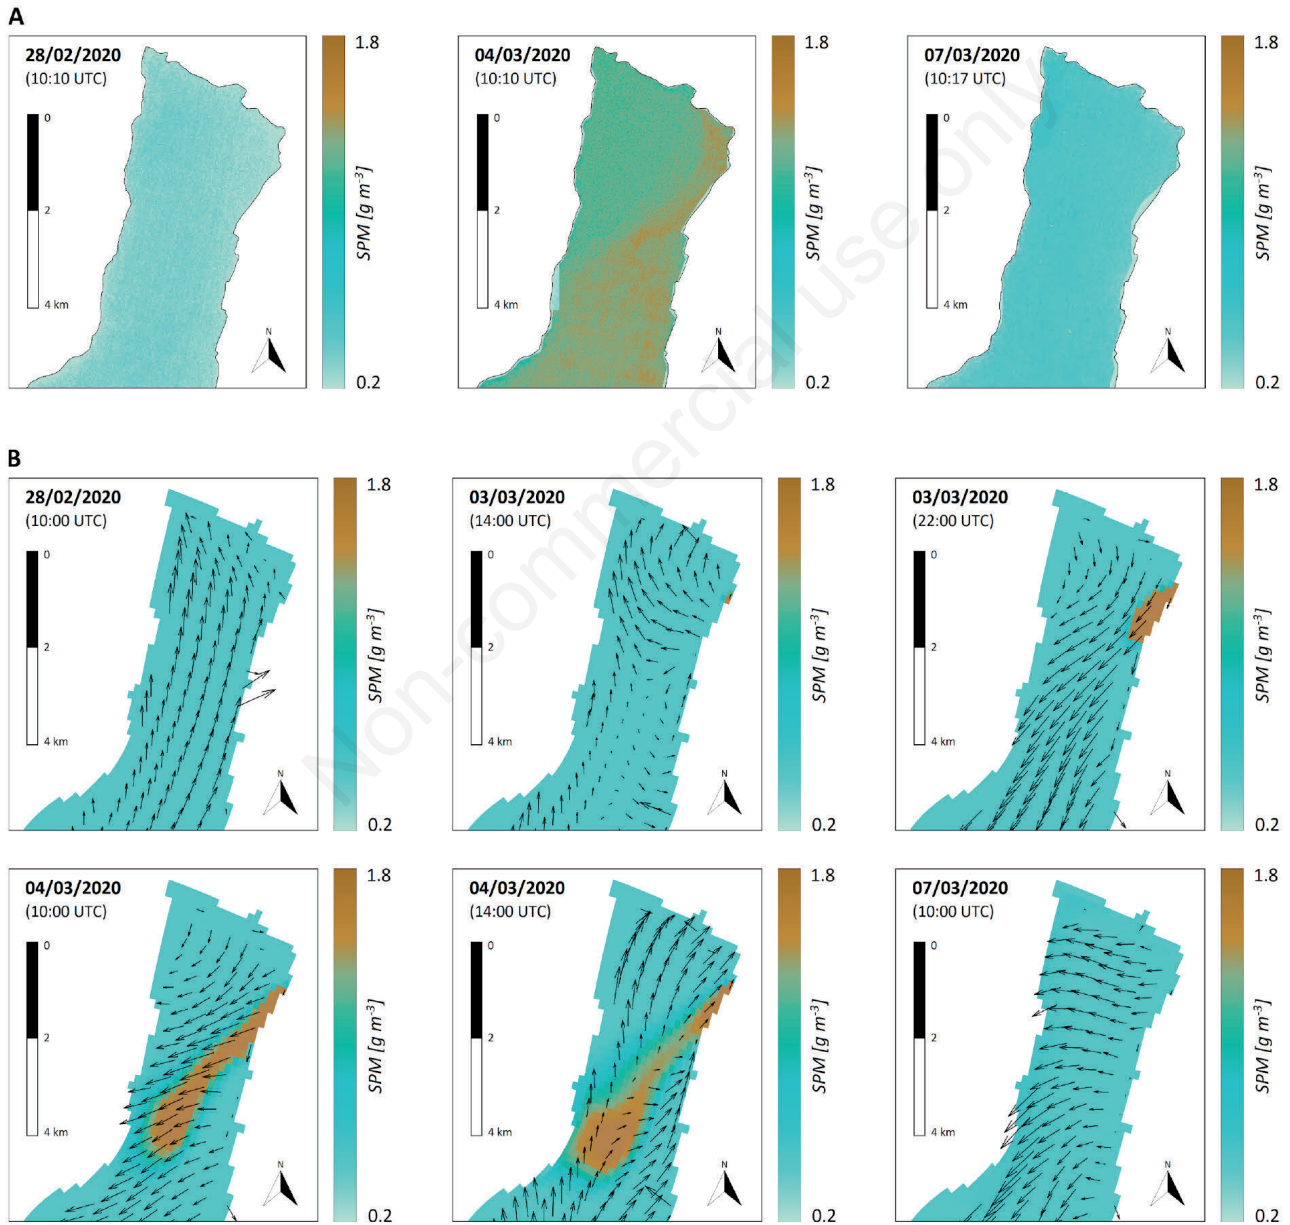 A
28/02/2020
(10:10 UTC)
0
2
4 km
N
1.8
SPM [g m⁻³]
0.2
04/03/2020
(10:10 UTC)
0
2
4 km
N
1.8
SPM [g m⁻³]
0.2
07/03/2020
(10:17 UTC)
0
2
4 km
N
1.8
SPM [g m⁻³]
0.2
B
28/02/2020
(10:00 UTC)
0
2
4 km
N
1.8
SPM [g m⁻³]
0.2
03/03/2020
(14:00 UTC)
0
2
4 km
N
1.8
SPM [g m⁻³]
0.2
03/03/2020
(22:00 UTC)
0
2
4 km
N
1.8
SPM [g m⁻³]
0.2
04/03/2020
(10:00 UTC)
0
2
4 km
N
1.8
SPM [g m⁻³]
0.2
04/03/2020
(14:00 UTC)
0
2
4 km
N
1.8
SPM [g m⁻³]
0.2
07/03/2020
(10:00 UTC)
0
2
4 km
N
1.8
SPM [g m⁻³]
0.2
Non-commercial use only